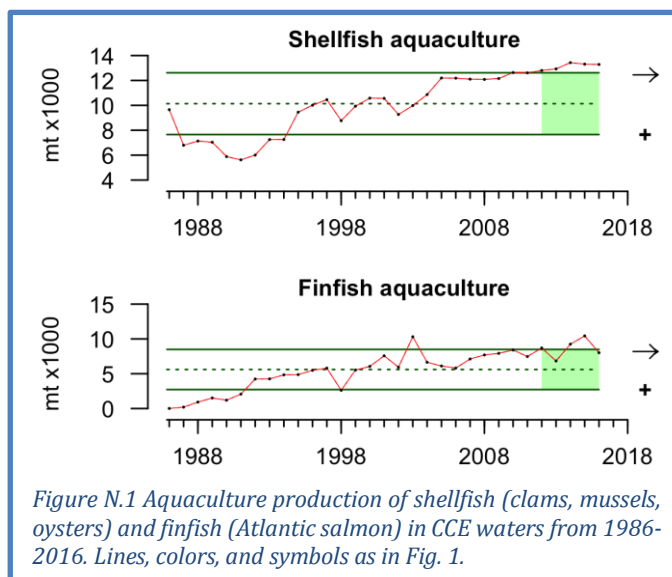 Shellfish aquaculture
mt x1000
14
12
10
8
6
4
→
+
1988 1998 2008 2018
Finfish aquaculture
mt x1000
15
10
5
0
→
+
1988 1998 2008 2018
Figure N.1 Aquaculture production of shellfish (clams, mussels,
oysters) and finfish (Atlantic salmon) in CCE waters from 1986-
2016. Lines, colors, and symbols as in Fig. 1.